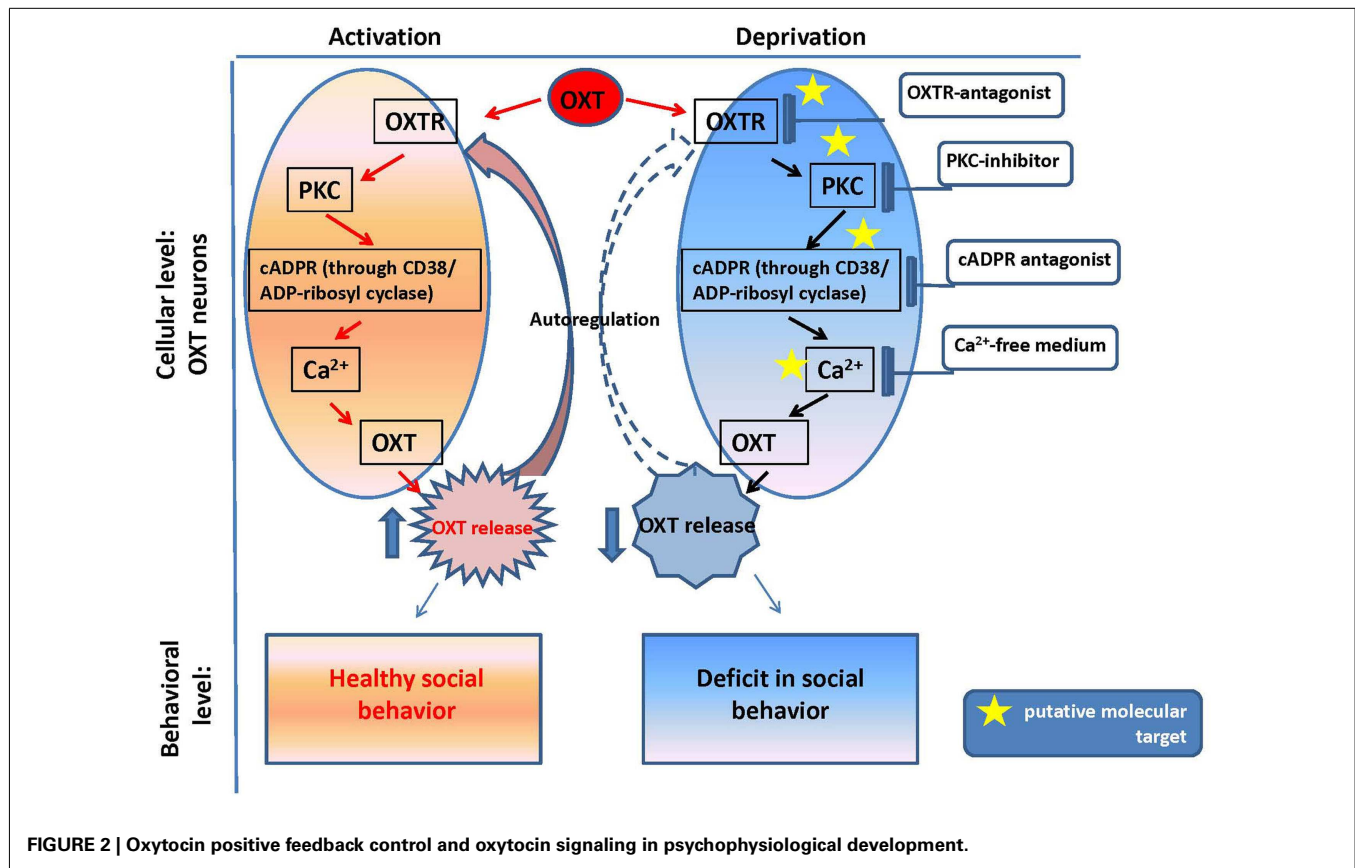 Activation
Deprivation
Cellular level:
OXT neurons
OXT
OXTR
PKC
cADPR (through CD38/
ADP-ribosyl cyclase)
Ca²⁺
OXT
OXT release
Autoregulation
OXTR
PKC
cADPR (through CD38/
ADP-ribosyl cyclase)
Ca²⁺
OXT
OXT release
OXTR-antagonist
PKC-inhibitor
cADPR antagonist
Ca²⁺-free medium
Behavioral
level:
Healthy social
behavior
Deficit in social
behavior
putative molecular
target
FIGURE 2 | Oxytocin positive feedback control and oxytocin signaling in psychophysiological development.